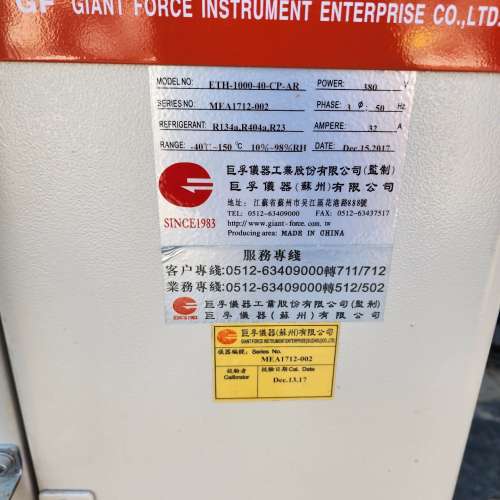 GF GIANT FORCE INSTRUMENT ENTERPRISE CO.,LTD.
MODEL NO: ETH-1000-40-CP-AR POWER: 380 V
SERIES NO: MEA1712-002 PHASE: 3 Φ 50 Hz
REFRIGERANT: R134a,R404a,R23 AMPERE: 32 A
RANGE: -40℃~150℃ 10%~98%RH DATE: Dec.15.2017
巨孚儀器工業股份有限公司(監制)
巨孚儀器(蘇州)有限公司
地址: 江蘇省蘇州市吴江區花港路888號
TEL: 0512-63409000 FAX: 0512-63437517
http://www.giant-force.com.tw
Producing area: MADE IN CHINA
SINCE1983
服務專綫
客户專綫:0512-63409000轉711/712
業務專綫:0512-63409000轉512/502
巨孚儀器工業股份有限公司(監制)
巨孚儀器(蘇州)有限公司
SINCE1983
巨孚儀器(蘇州)有限公司
GIANT FORCE INSTRUMENT ENTERPRISE(SUZHOU)CO.,LTD.
儀器編號: Series No.
MEA1712-002
校驗者 校驗日期 Cal. Date
Calibrator Dec.13.17